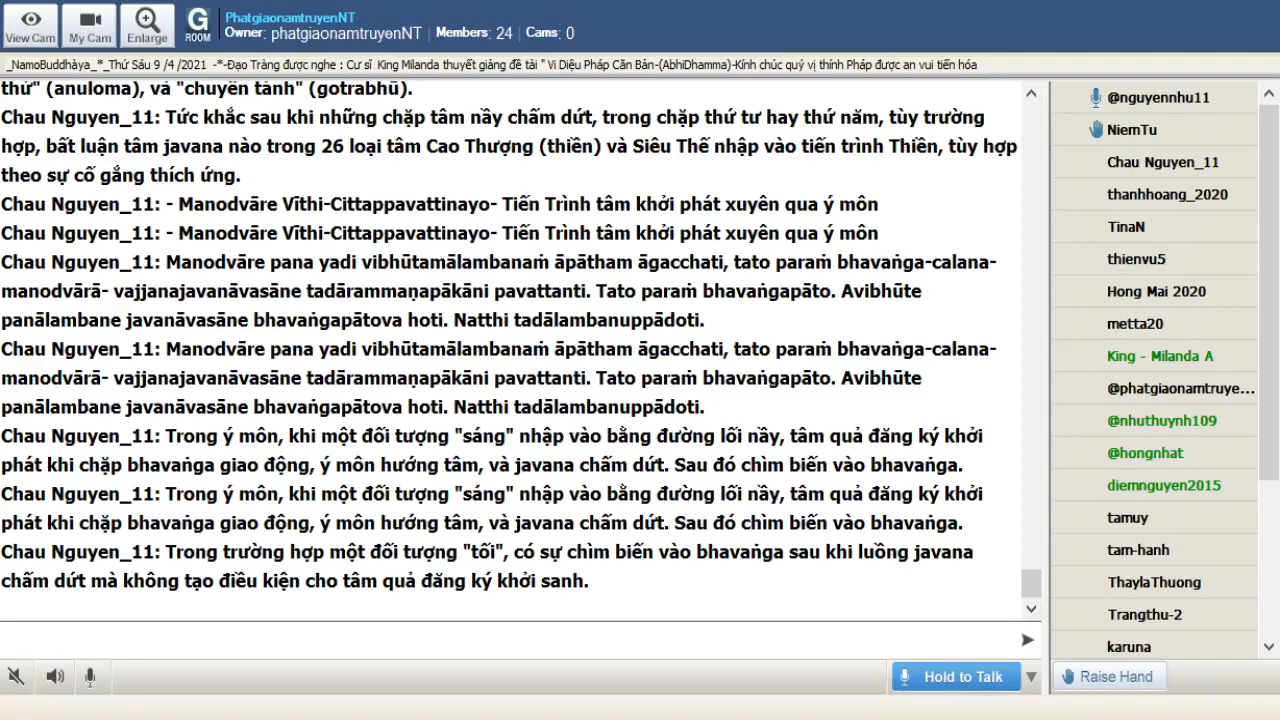 PhatgiaonamtruyenNT
View Cam
My Cam
Enlarge
G
ROOM
Owner: phatgiaonamtruyenNT | Members: 24 | Cams: 0
_NamoBuddhàya_*_Thứ Sáu 9 /4 /2021 -*-Đạo Tràng được nghe : Cư sĩ King Milanda thuyết giảng đề tài " Vi Diệu Pháp Căn Bản-(AbhiDhamma)-Kính chúc quý vị thính Pháp được an vui tiến hóa
thứ" (anuloma), và "chuyển tánh" (gotrabhū).
Chau Nguyen_11: Tức khắc sau khi những chặp tâm nầy chấm dứt, trong chặp thứ tư hay thứ năm, tùy trường
hợp, bất luận tâm javana nào trong 26 loại tâm Cao Thượng (thiền) và Siêu Thế nhập vào tiến trình Thiền, tùy hợp
theo sự cố gắng thích ứng.
Chau Nguyen_11: - Manodvāre Vīthi-Cittappavattinayo- Tiến Trình tâm khởi phát xuyên qua ý môn
Chau Nguyen_11: - Manodvāre Vīthi-Cittappavattinayo- Tiến Trình tâm khởi phát xuyên qua ý môn
Chau Nguyen_11: Manodvāre pana yadi vibhūtamālambanaṁ āpātham āgacchati, tato paraṁ bhavaṅga-calana-
manodvārā- vajjanajavanāvasāne tadārammaṇapākāni pavattanti. Tato paraṁ bhavaṅgapāto. Avibhūte
panālambane javanāvasāne bhavaṅgapātova hoti. Natthi tadālambanuppādoti.
Chau Nguyen_11: Manodvāre pana yadi vibhūtamālambanaṁ āpātham āgacchati, tato paraṁ bhavaṅga-calana-
manodvārā- vajjanajavanāvasāne tadārammaṇapākāni pavattanti. Tato paraṁ bhavaṅgapāto. Avibhūte
panālambane javanāvasāne bhavaṅgapātova hoti. Natthi tadālambanuppādoti.
Chau Nguyen_11: Trong ý môn, khi một đối tượng "sáng" nhập vào bằng đường lối nầy, tâm quả đăng ký khởi
phát khi chặp bhavaṅga giao động, ý môn hướng tâm, và javana chấm dứt. Sau đó chìm biến vào bhavaṅga.
Chau Nguyen_11: Trong ý môn, khi một đối tượng "sáng" nhập vào bằng đường lối nầy, tâm quả đăng ký khởi
phát khi chặp bhavaṅga giao động, ý môn hướng tâm, và javana chấm dứt. Sau đó chìm biến vào bhavaṅga.
Chau Nguyen_11: Trong trường hợp một đối tượng "tối", có sự chìm biến vào bhavaṅga sau khi luồng javana
chấm dứt mà không tạo điều kiện cho tâm quả đăng ký khởi sanh.
@nguyennhu11
NiemTu
Chau Nguyen_11
thanhhoang_2020
TinaN
thienvu5
Hong Mai 2020
metta20
King - Milanda A
@phatgiaonamtruye...
@nhuthuynh109
@hongnhat
diemnguyen2015
tamuy
tam-hanh
ThaylaThuong
Trangthu-2
karuna
Hold to Talk
Raise Hand